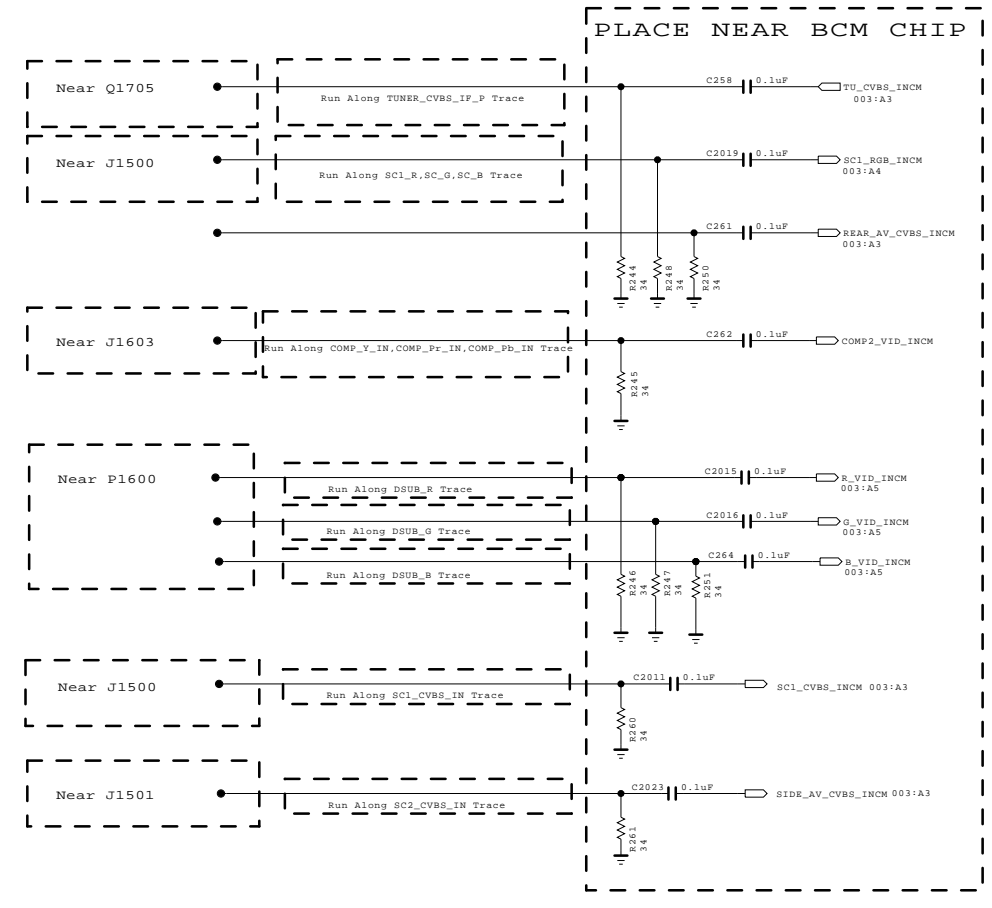 PLACE NEAR BCM CHIP
Near Q1705
Run Along TUNER_CVBS_IF_P Trace
C258
0.1uF
TU_CVBS_INCM
003:A3
Near J1500
Run Along SC1_R,SC_G,SC_B Trace
C2019
0.1uF
SC1_RGB_INCM
003:A4
C261
0.1uF
REAR_AV_CVBS_INCM
003:A3
R244
34
R248
34
R250
34
Near J1603
Run Along COMP_Y_IN,COMP_Pr_IN,COMP_Pb_IN Trace
C262
0.1uF
COMP2_VID_INCM
R245
34
Near P1600
Run Along DSUB_R Trace
C2015
0.1uF
R_VID_INCM
003:A5
Run Along DSUB_G Trace
C2016
0.1uF
G_VID_INCM
003:A5
Run Along DSUB_B Trace
C264
0.1uF
B_VID_INCM
003:A5
R246
34
R247
34
R251
34
Near J1500
Run Along SC1_CVBS_IN Trace
C2011
0.1uF
SC1_CVBS_INCM 003:A3
R260
34
Near J1501
Run Along SC2_CVBS_IN Trace
C2023
0.1uF
SIDE_AV_CVBS_INCM 003:A3
R261
34